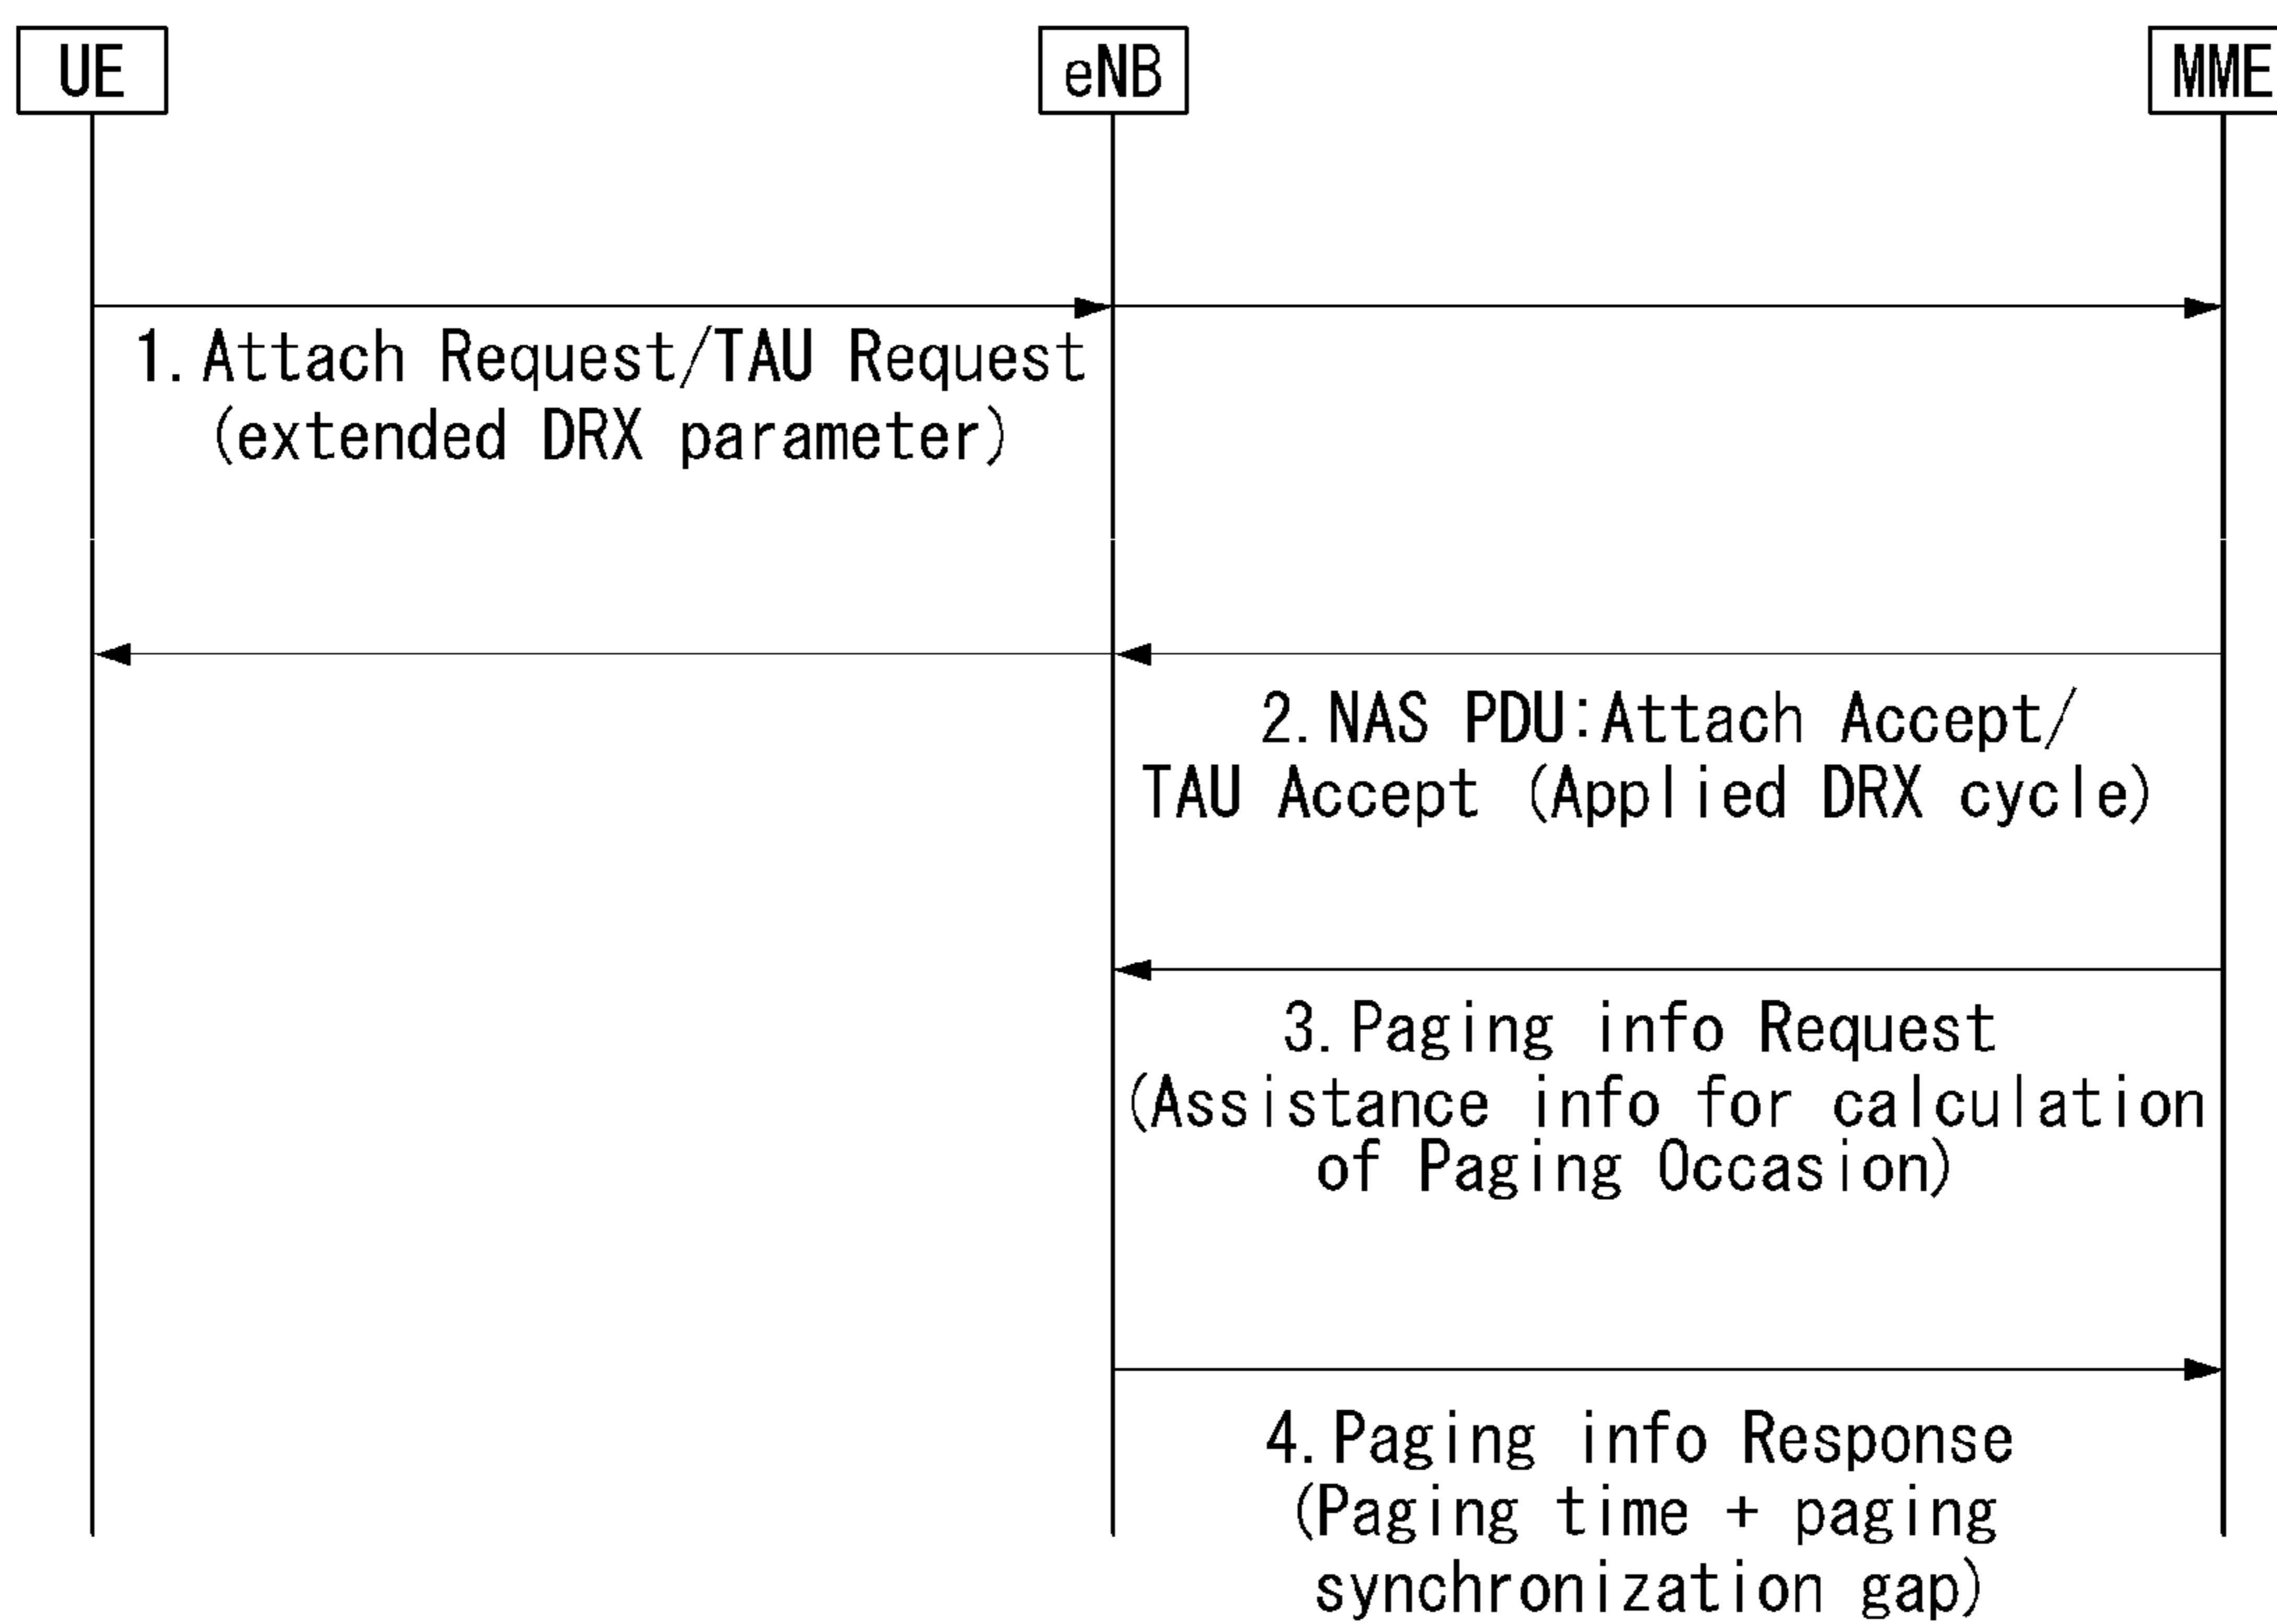 UE
eNB
MME
1. Attach Request/TAU Request
(extended DRX parameter)
2. NAS PDU:Attach Accept/
TAU Accept (Applied DRX cycle)
3. Paging info Request
(Assistance info for calculation
of Paging Occasion)
4. Paging info Response
(Paging time + paging
synchronization gap)